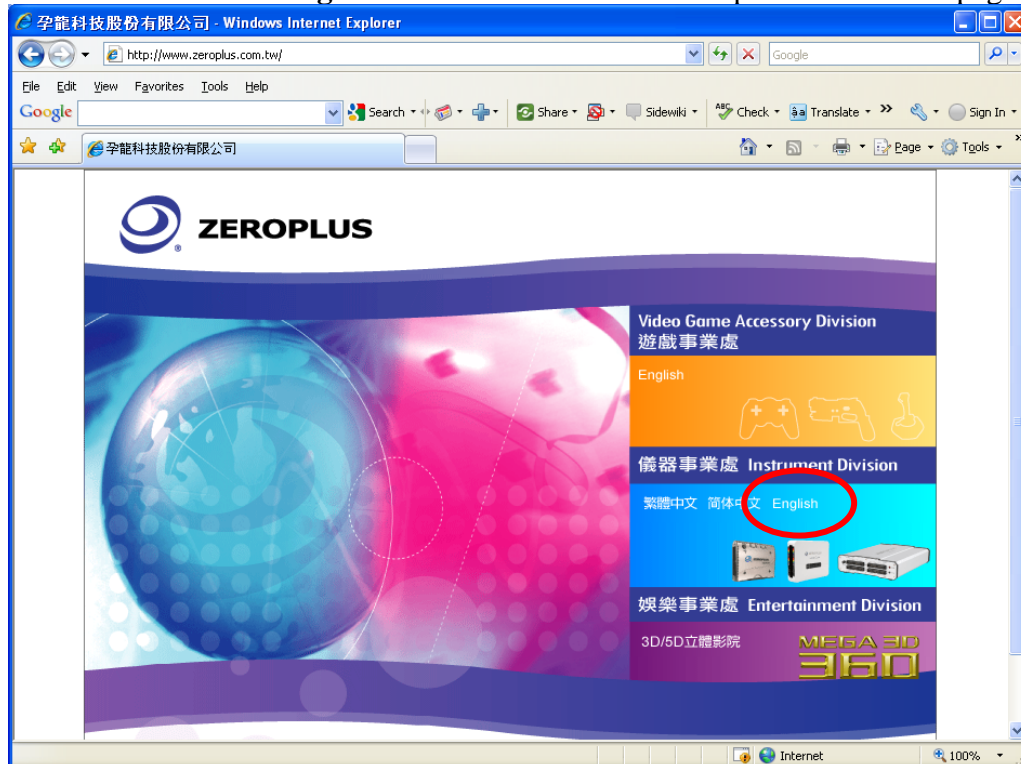 孕龍科技股份有限公司 - Windows Internet Explorer
http://www.zeroplus.com.tw/
Google
File Edit View Favorites Tools Help
Google Search Share Sidewiki Check Translate Sign In
孕龍科技股份有限公司 Page Tools
ZEROPLUS
Video Game Accessory Division
遊戲事業處
English
儀器事業處 Instrument Division
繁體中文 简体中文 English
娛樂事業處 Entertainment Division
3D/5D立體影院 MEGA 3D
360
Internet 100%